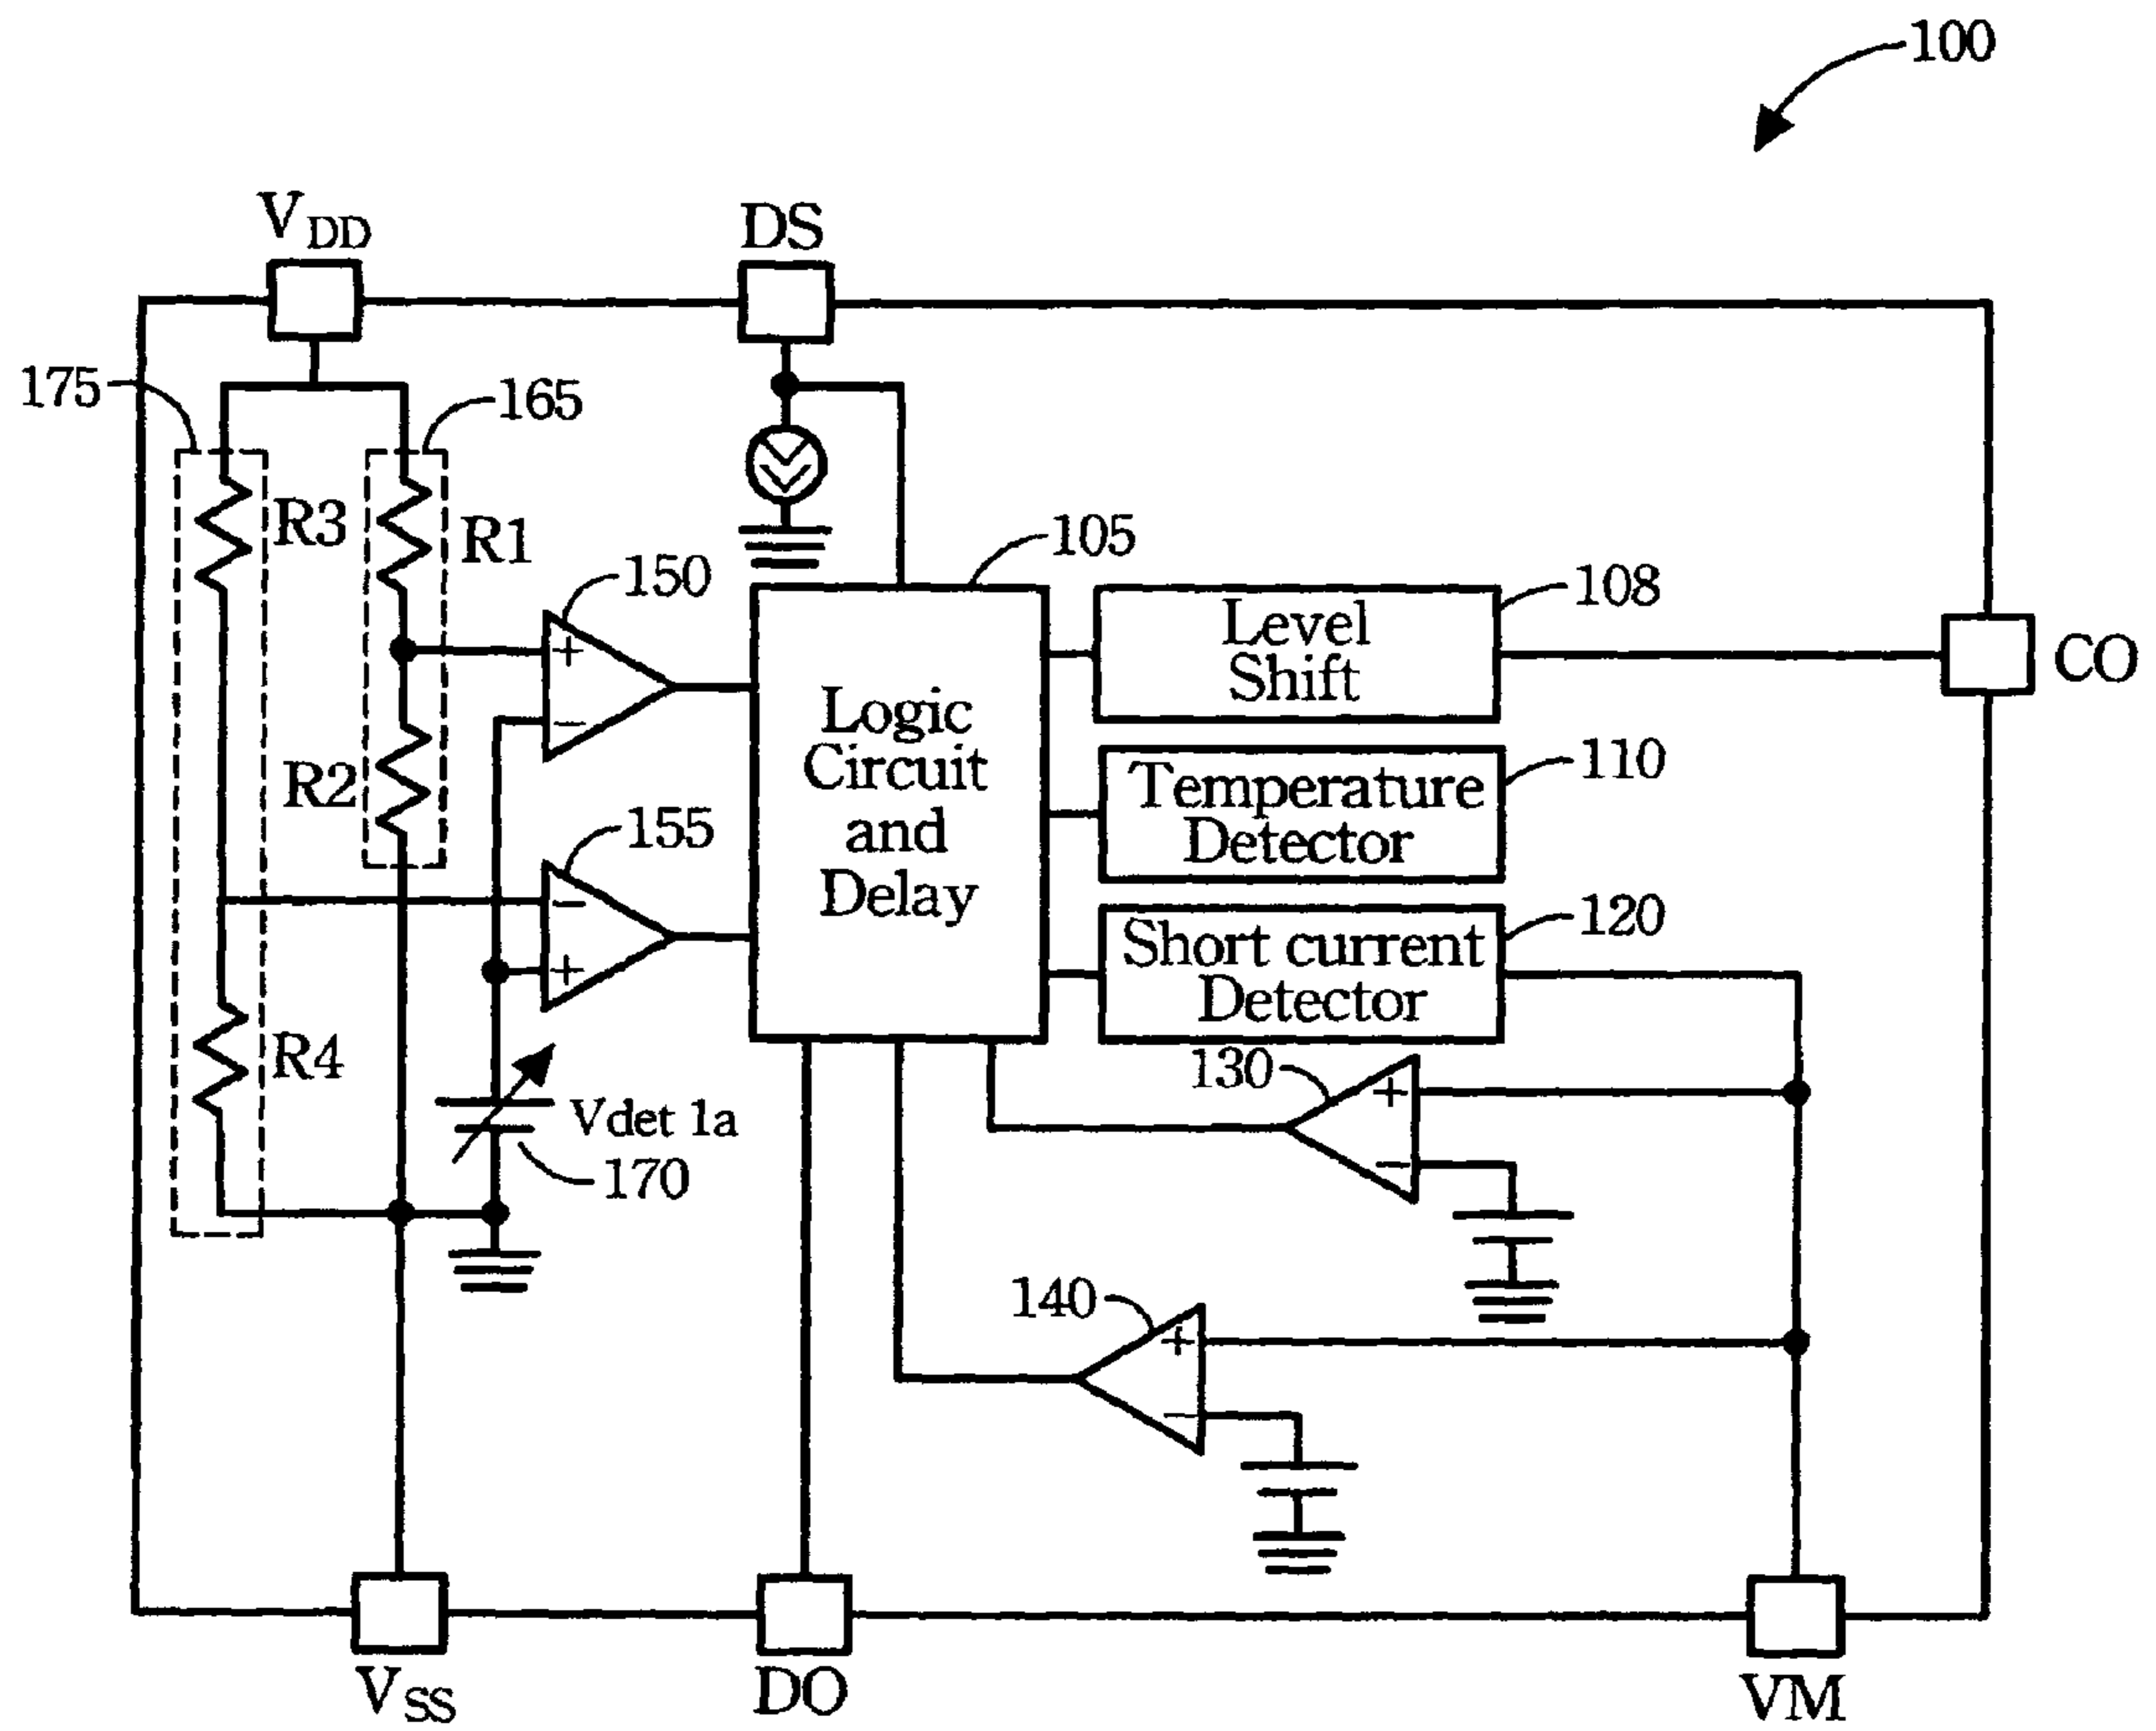 100
VDD
DS
175
165
R3
R1
150
105
108
Level
Shift
CO
Logic
Circuit
and
Delay
110
Temperature
Detector
R2
155
120
Short current
Detector
R4
130
Vdet 1a
170
140
+
−
−
+
+
−
+
−
VSS
DO
VM